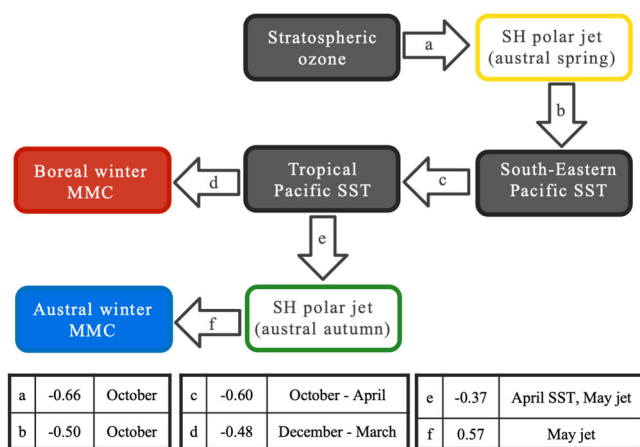 Stratospheric
ozone
a
SH polar jet
(austral spring)
b
Boreal winter
MMC
d
Tropical
Pacific SST
c
South-Eastern
Pacific SST
e
Austral winter
MMC
f
SH polar jet
(austral autumn)
a -0.66 October
b -0.50 October
c -0.60 October - April
d -0.48 December - March
e -0.37 April SST, May jet
f 0.57 May jet